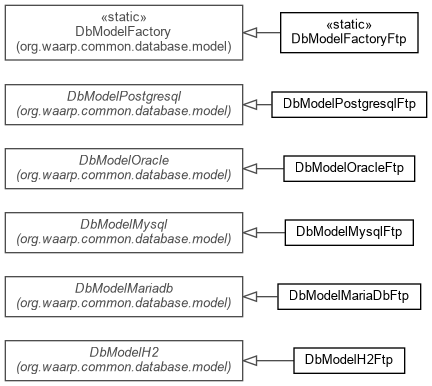 «static»
DbModelFactory
(org.waarp.common.database.model)
«static»
DbModelFactoryFtp
DbModelPostgresql
(org.waarp.common.database.model)
DbModelPostgresqlFtp
DbModelOracle
(org.waarp.common.database.model)
DbModelOracleFtp
DbModelMysql
(org.waarp.common.database.model)
DbModelMysqlFtp
DbModelMariadb
(org.waarp.common.database.model)
DbModelMariaDbFtp
DbModelH2
(org.waarp.common.database.model)
DbModelH2Ftp